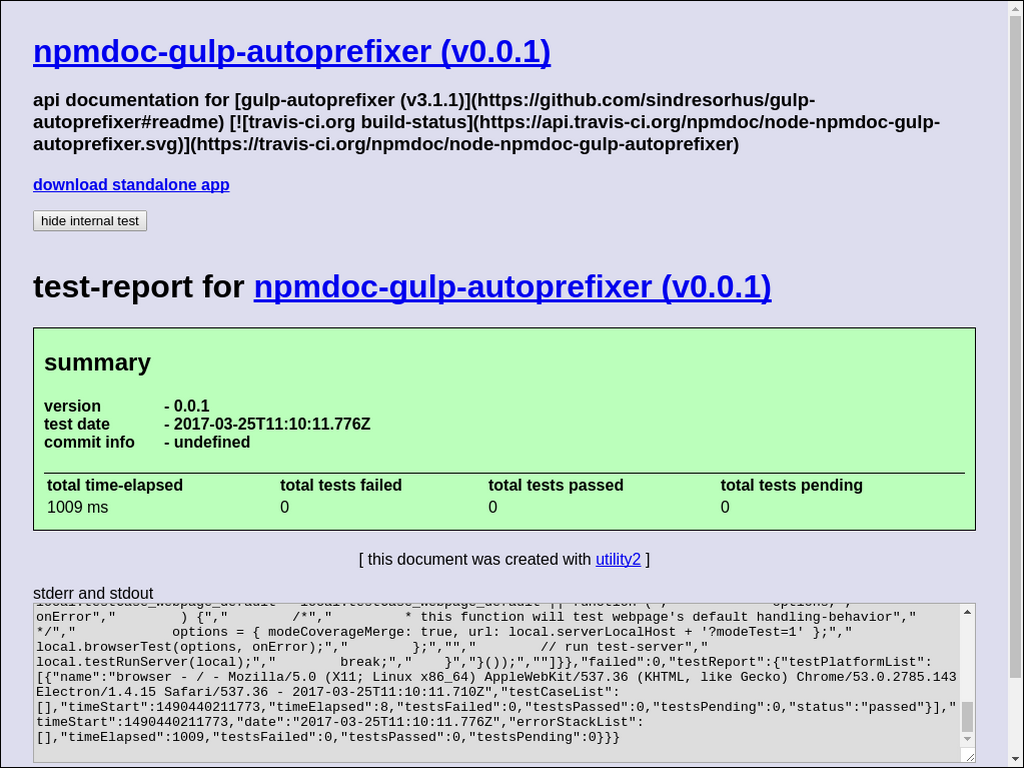 npmdoc-gulp-autoprefixer (v0.0.1)
api documentation for [gulp-autoprefixer (v3.1.1)](https://github.com/sindresorhus/gulp-
autoprefixer#readme) [![travis-ci.org build-status](https://api.travis-ci.org/npmdoc/node-npmdoc-gulp-
autoprefixer.svg)](https://travis-ci.org/npmdoc/node-npmdoc-gulp-autoprefixer)
download standalone app
hide internal test
test-report for npmdoc-gulp-autoprefixer (v0.0.1)
summary
version - 0.0.1
test date - 2017-03-25T11:10:11.776Z
commit info - undefined
total time-elapsed total tests failed total tests passed total tests pending
1009 ms 0 0 0
[ this document was created with utility2 ]
stderr and stdout
onError","        ) {","        /*","         * this function will test webpage's default handling-behavior","
*/","            options = { modeCoverageMerge: true, url: local.serverLocalHost + '?modeTest=1' };","
local.browserTest(options, onError);","        };","","        // run test-server","
local.testRunServer(local);","        break;","    }","}());",""]}},"failed":0,"testReport":{"testPlatformList":
[{"name":"browser - / - Mozilla/5.0 (X11; Linux x86_64) AppleWebKit/537.36 (KHTML, like Gecko) Chrome/53.0.2785.143
Electron/1.4.15 Safari/537.36 - 2017-03-25T11:10:11.710Z","testCaseList":
[],"timeStart":1490440211773,"timeElapsed":8,"testsFailed":0,"testsPassed":0,"testsPending":0,"status":"passed"}],"
timeStart":1490440211773,"date":"2017-03-25T11:10:11.776Z","errorStackList":
[],"timeElapsed":1009,"testsFailed":0,"testsPassed":0,"testsPending":0}}}